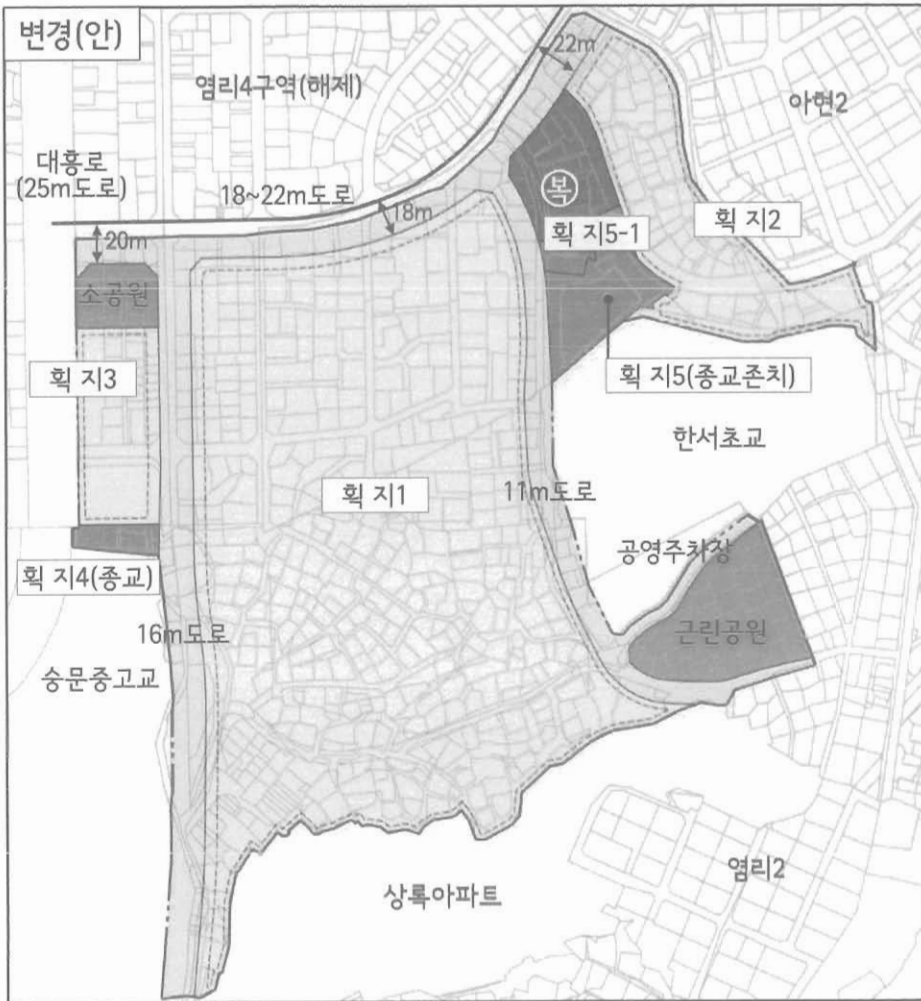 변경(안)
22m
염리4구역(해제)
아현2
대흥로
(25m도로)
18~22m도로
복
18m
획 지2
획 지5-1
20m
소공원
획 지3
획 지5(종교존치)
한서초교
획 지1
11m도로
공영주차장
획 지4(종교)
근린공원
16m도로
숭문중고교
염리2
상록아파트